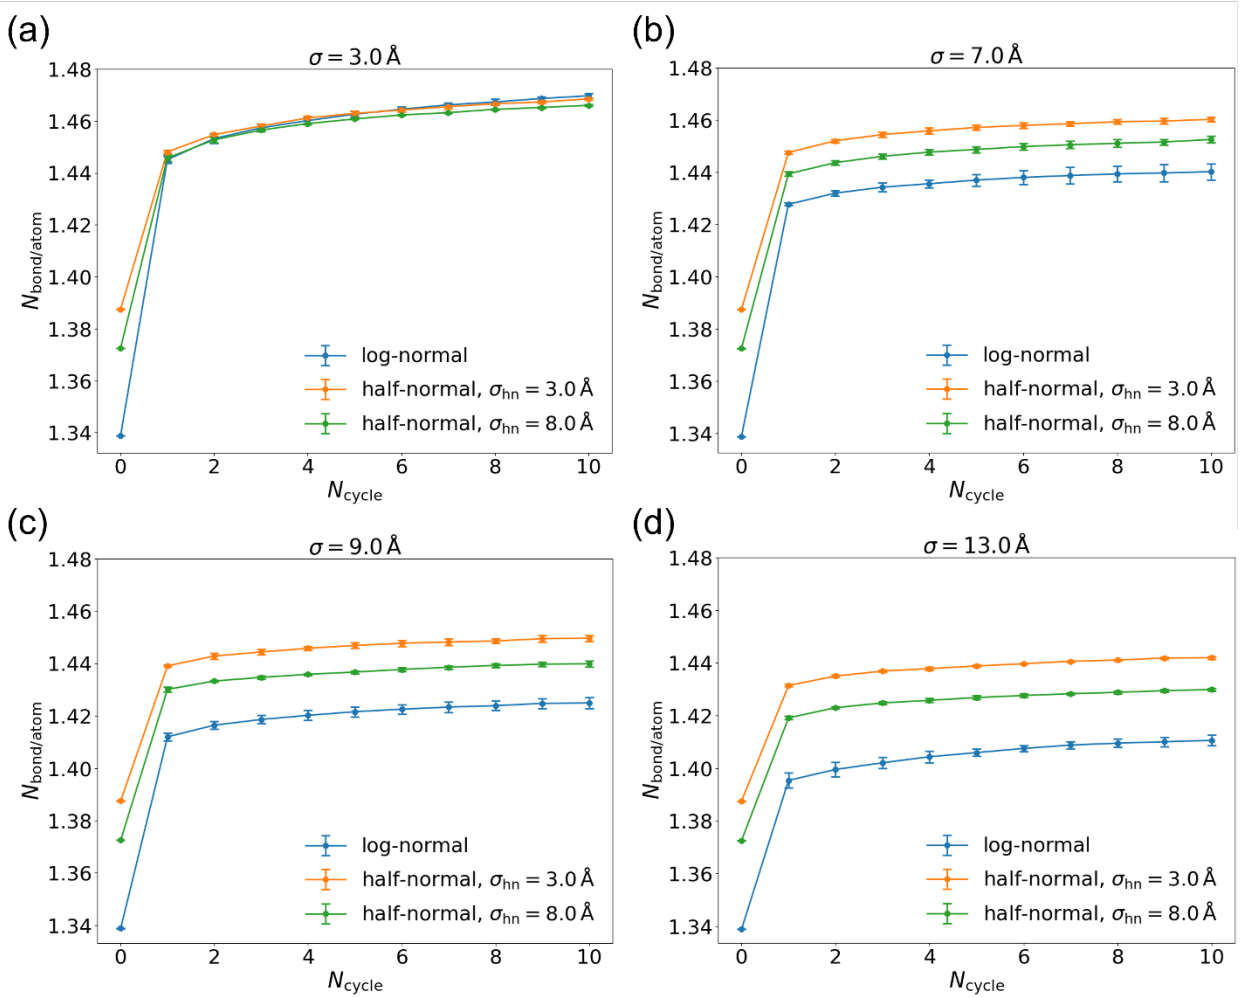 (a)
σ = 3.0 Å
N_bond/atom
1.48
1.46
1.44
1.42
1.40
1.38
1.36
1.34
0 2 4 6 8 10
N_cycle
log-normal
half-normal, σ_hn = 3.0 Å
half-normal, σ_hn = 8.0 Å
(b)
σ = 7.0 Å
N_bond/atom
1.48
1.46
1.44
1.42
1.40
1.38
1.36
1.34
0 2 4 6 8 10
N_cycle
log-normal
half-normal, σ_hn = 3.0 Å
half-normal, σ_hn = 8.0 Å
(c)
σ = 9.0 Å
N_bond/atom
1.48
1.46
1.44
1.42
1.40
1.38
1.36
1.34
0 2 4 6 8 10
N_cycle
log-normal
half-normal, σ_hn = 3.0 Å
half-normal, σ_hn = 8.0 Å
(d)
σ = 13.0 Å
N_bond/atom
1.48
1.46
1.44
1.42
1.40
1.38
1.36
1.34
0 2 4 6 8 10
N_cycle
log-normal
half-normal, σ_hn = 3.0 Å
half-normal, σ_hn = 8.0 Å